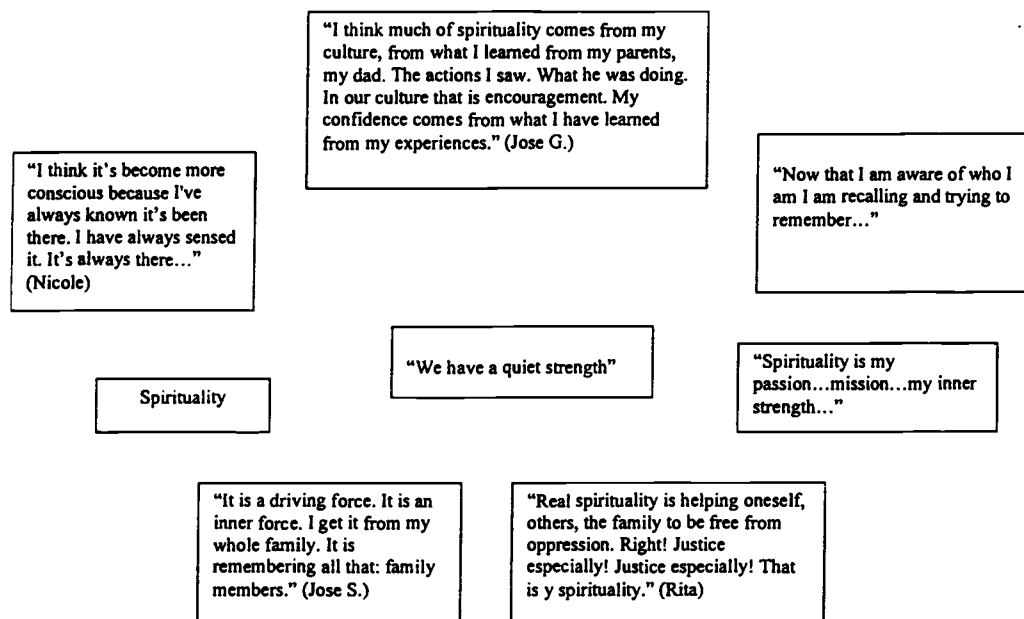 “I think much of spirituality comes from my
culture, from what I learned from my parents,
my dad. The actions I saw. What he was doing.
In our culture that is encouragement. My
confidence comes from what I have learned
from my experiences.” (Jose G.)
“I think it’s become more
conscious because I've
always known it’s been
there. I have always sensed
it. It’s always there…”
(Nicole)
“Now that I am aware of who I
am I am recalling and trying to
remember…”
“We have a quiet strength”
“Spirituality is my
passion…mission…my inner
strength…”
Spirituality
“It is a driving force. It is an
inner force. I get it from my
whole family. It is
remembering all that: family
members.” (Jose S.)
“Real spirituality is helping oneself,
others, the family to be free from
oppression. Right! Justice
especially! Justice especially! That
is y spirituality.” (Rita)